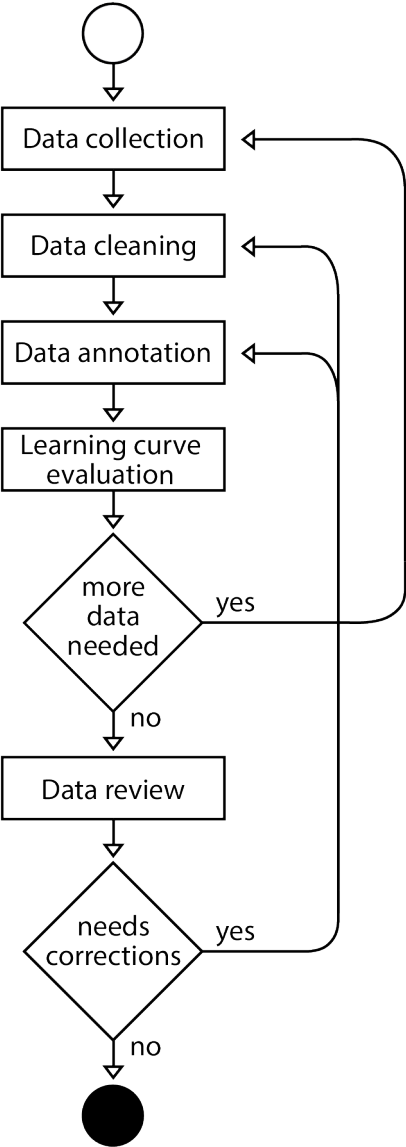 Data collection
Data cleaning
Data annotation
Learning curve
evaluation
more
data
needed
yes
no
Data review
needs
corrections
yes
no